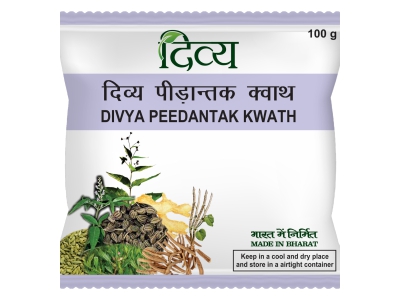 दिव्य
100 g
दिव्य पीड़ान्तक क्वाथ
DIVYA PEEDANTAK KWATH
भारत में निर्मित
MADE IN BHARAT
Keep in a cool and dry place
and store in a airtight container